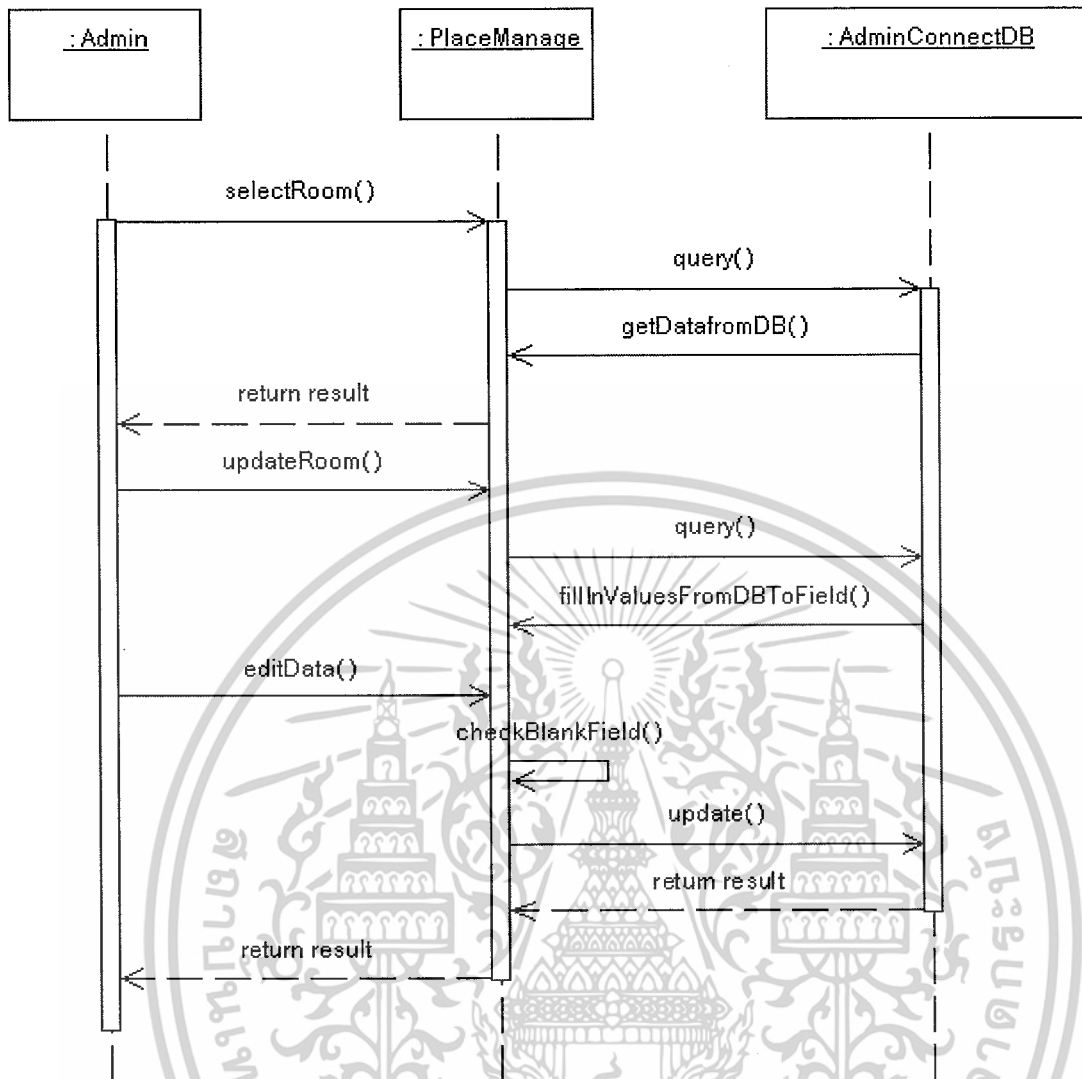 : Admin
: PlaceManage
: AdminConnectDB
selectRoom()
query()
getDatafromDB()
return result
updateRoom()
query()
fillInValuesFromDBToField()
editData()
checkBlankField()
update()
return result
return result